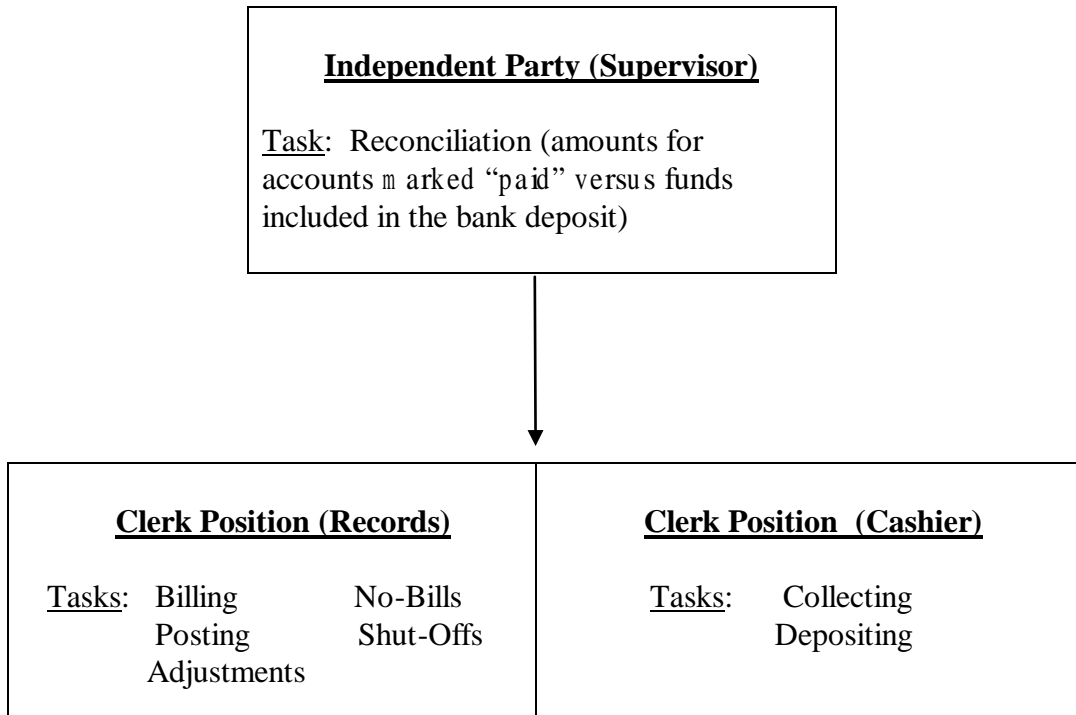 Independent Party (Supervisor)
Task: Reconciliation (amounts for
accounts m arked “paid” versus funds
included in the bank deposit)
Clerk Position (Records)
Tasks: Billing No-Bills
Posting Shut-Offs
Adjustments
Clerk Position (Cashier)
Tasks: Collecting
Depositing